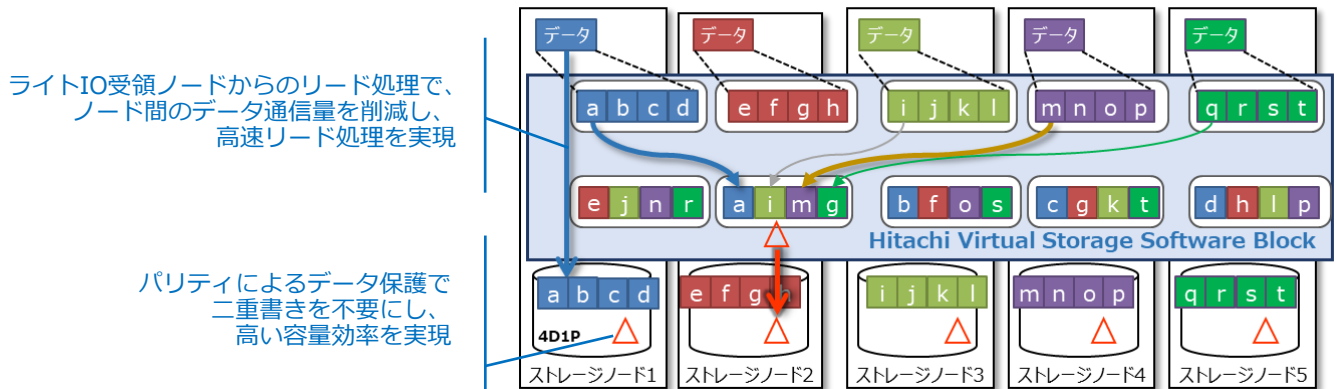 データ データ データ データ データ
ライトIO受領ノードからのリード処理で、
ノード間のデータ通信量を削減し、
高速リード処理を実現
a b c d e f g h i j k l m n o p q r s t
e j n r a i m g b f o s c g k t d h l p
Hitachi Virtual Storage Software Block
パリティによるデータ保護で
二重書きを不要にし、
高い容量効率を実現
a b c d e f g h i j k l m n o p q r s t
4D1P
ストレージノード1 ストレージノード2 ストレージノード3 ストレージノード4 ストレージノード5